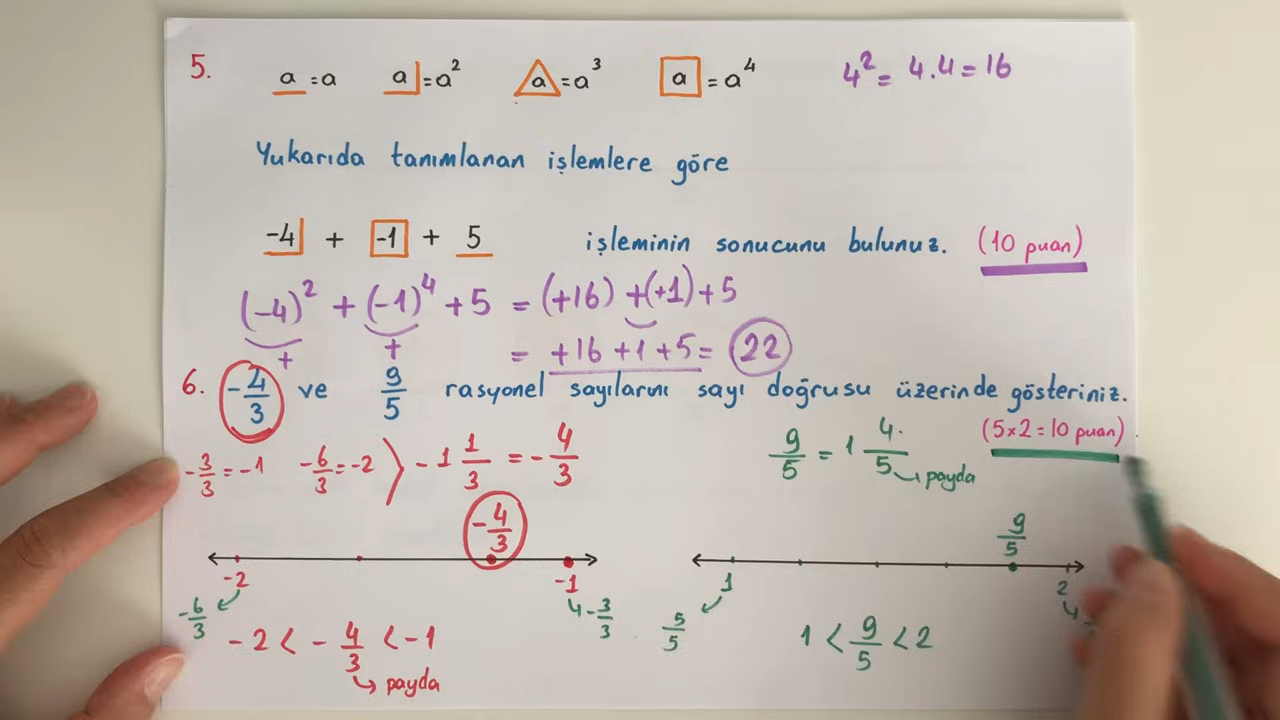 5. a = a a = a² a = a³ a = a⁴ 4² = 4.4 = 16
Yukarıda tanımlanan işlemlere göre
-4 + -1 + 5 işleminin sonucunu bulunuz. (10 puan)
(-4)² + (-1)⁴ + 5 = (+16) + (+1) + 5
+ + = +16 + 1 + 5 = 22
6. -4/3 ve 9/5 rasyonel sayılarını sayı doğrusu üzerinde gösteriniz.
(5x2 = 10 puan)
-3/3 = -1 -6/3 = -2 > -1 1/3 = -4/3
9/5 = 1 4/5 payda
-4/3
-2 -1
-6/3 -3/3
-2 < -4/3 < -1
payda
9/5
1 2
5/5
1 < 9/5 < 2